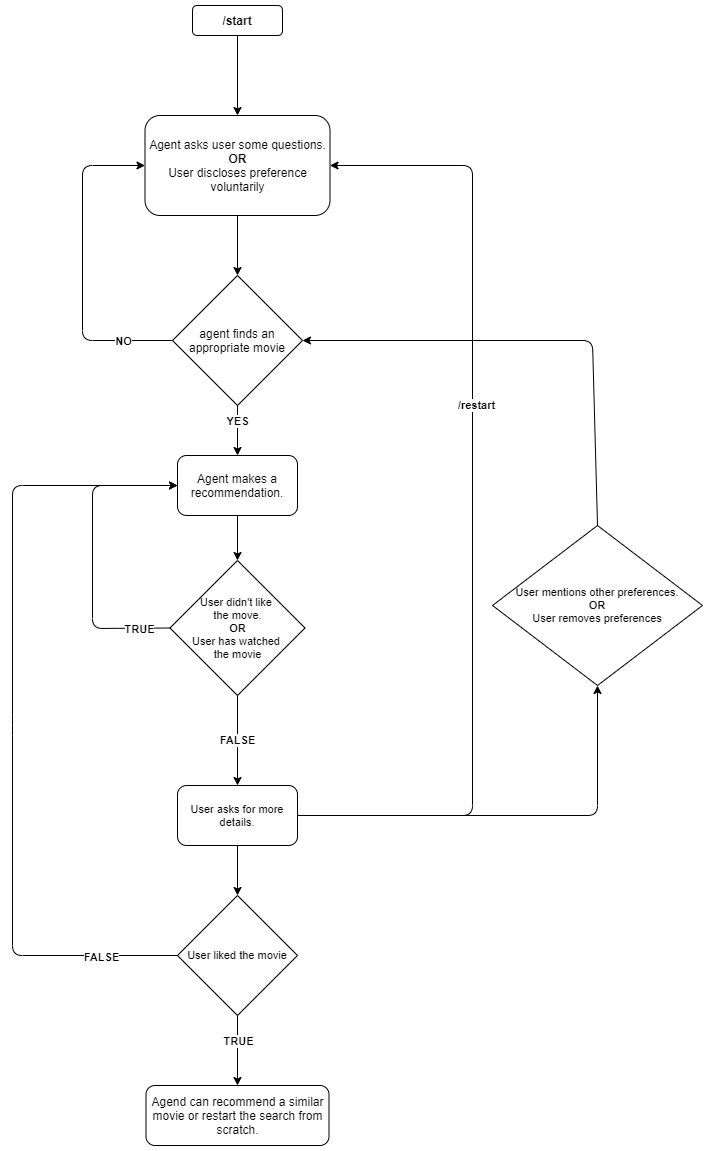 /start
Agent asks user some questions.
OR
User discloses preference
voluntarily
agent finds an
appropriate movie
NO
/restart
YES
Agent makes a
recommendation.
User mentions other preferences.
OR
User removes preferences
User didn't like
the move.
OR
User has watched
the movie
TRUE
FALSE
User asks for more
details.
User liked the movie
FALSE
TRUE
Agend can recommend a similar
movie or restart the search from
scratch.